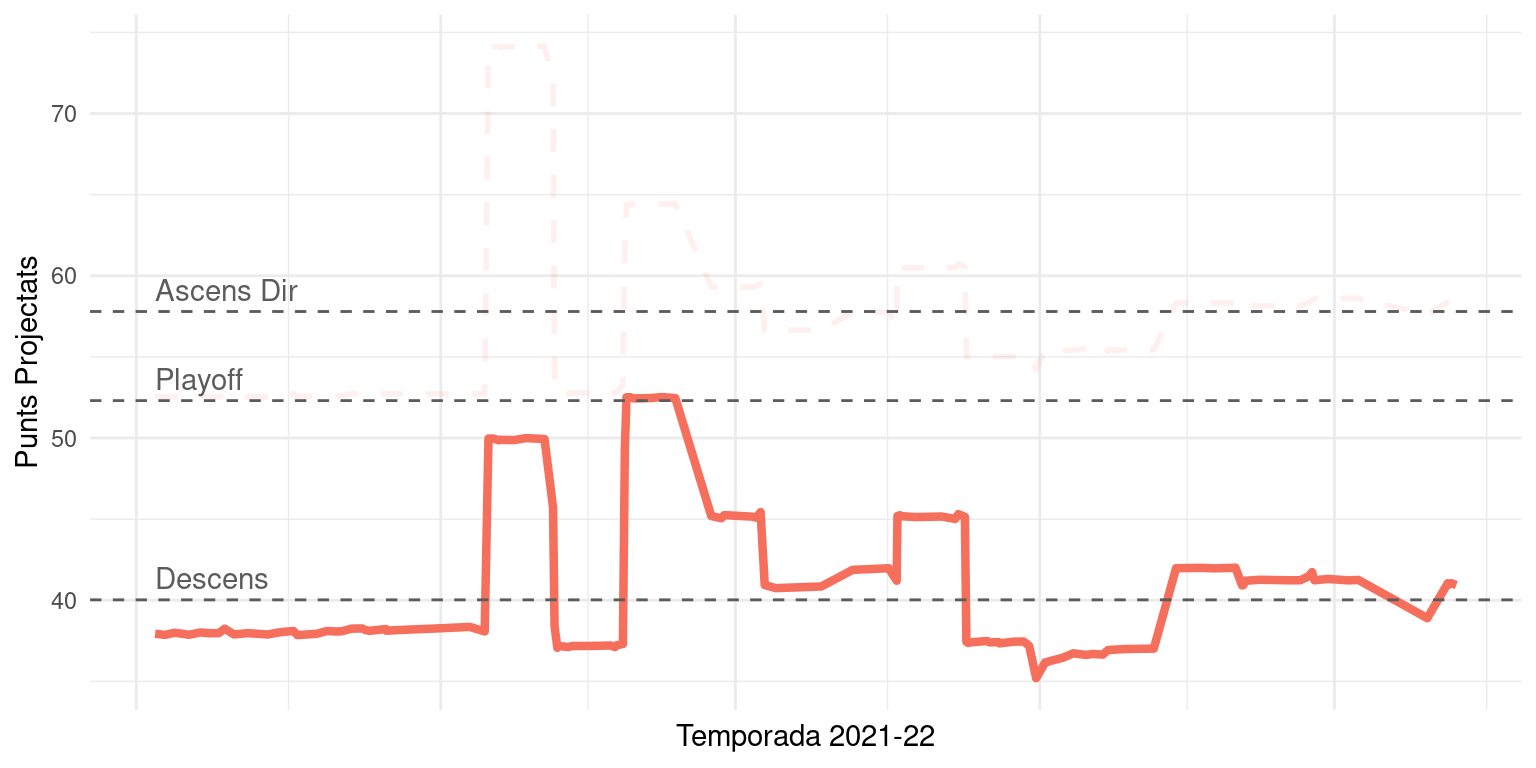 70
60
50
40
Punts Projectats
Ascens Dir
Playoff
Descens
Temporada 2021-22